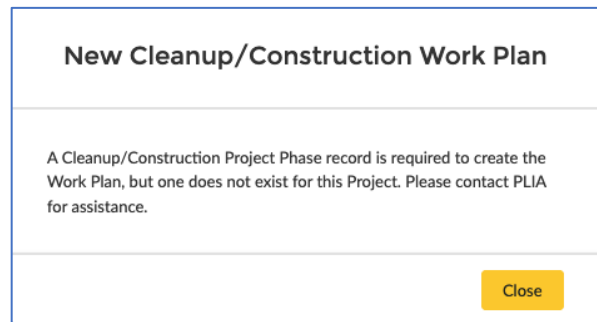 New Cleanup/Construction Work Plan
A Cleanup/Construction Project Phase record is required to create the
Work Plan, but one does not exist for this Project. Please contact PLIA
for assistance.
Close